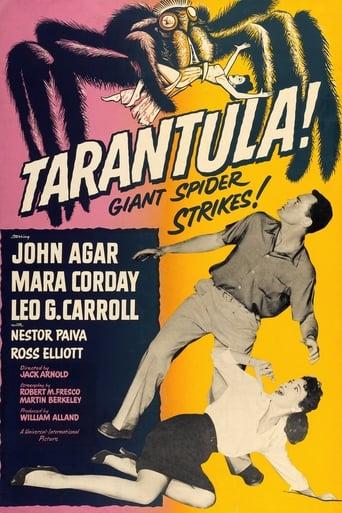 TARANTULA!
GIANT SPIDER
STRIKES!
Starring
JOHN AGAR
MARA CORDAY
LEO G. CARROLL
with
NESTOR PAIVA
ROSS ELLIOTT
Directed by
JACK ARNOLD
Screenplay by
ROBERT M. FRESCO
MARTIN BERKELEY
Produced by
WILLIAM ALLAND
A Universal-International
Picture